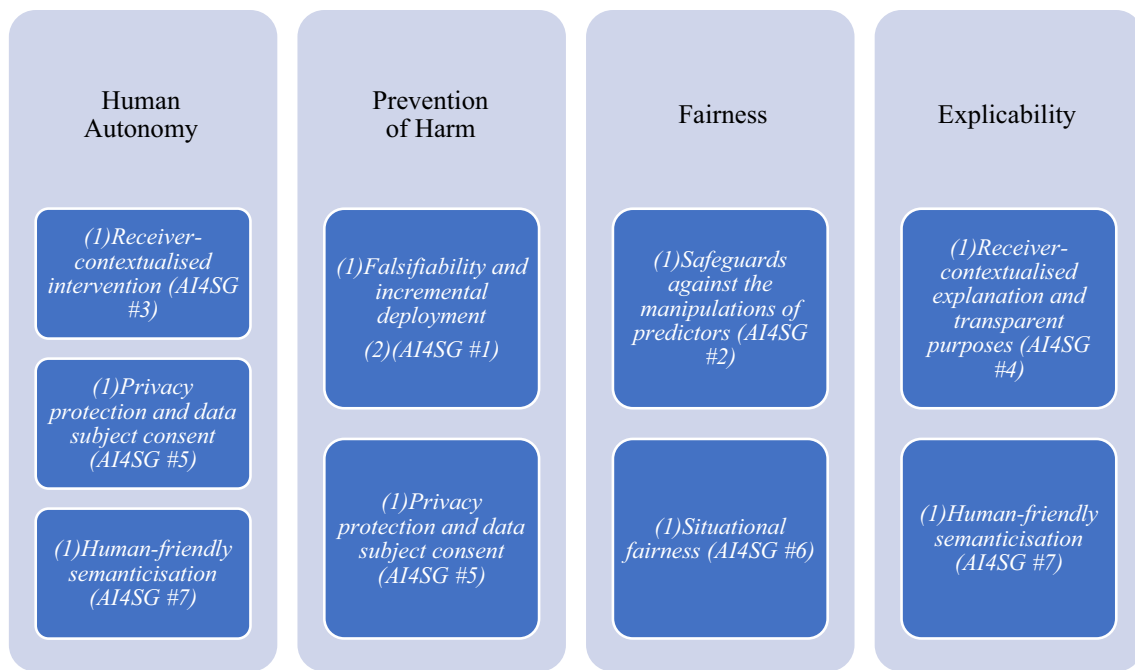 Human
Autonomy
(1)Receiver-
contextualised
intervention (AI4SG
#3)
(1)Privacy
protection and data
subject consent
(AI4SG #5)
(1)Human-friendly
semanticisation
(AI4SG #7)
Prevention
of Harm
(1)Falsifiability and
incremental
deployment
(2)(AI4SG #1)
(1)Privacy
protection and data
subject consent
(AI4SG #5)
Fairness
(1)Safeguards
against the
manipulations of
predictors (AI4SG
#2)
(1)Situational
fairness (AI4SG #6)
Explicability
(1)Receiver-
contextualised
explanation and
transparent
purposes (AI4SG
#4)
(1)Human-friendly
semanticisation
(AI4SG #7)